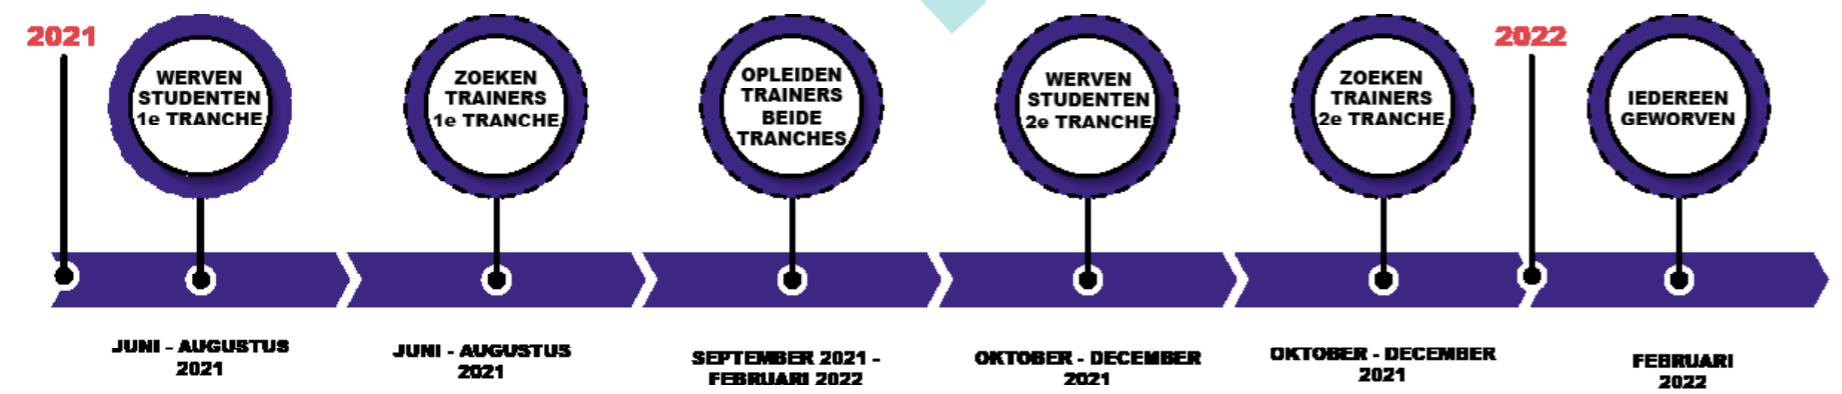 2021
WERVEN
STUDENTEN
1e TRANCHE
ZOEKEN
TRAINERS
1e TRANCHE
OPLEIDEN
TRAINERS
BEIDE
TRANCHES
WERVEN
STUDENTEN
2e TRANCHE
ZOEKEN
TRAINERS
2e TRANCHE
2022
IEDEREEN
GEWORVEN
JUNI - AUGUSTUS
2021
JUNI - AUGUSTUS
2021
SEPTEMBER 2021 -
FEBRUARI 2022
OKTOBER - DECEMBER
2021
OKTOBER - DECEMBER
2021
FEBRUARI
2022